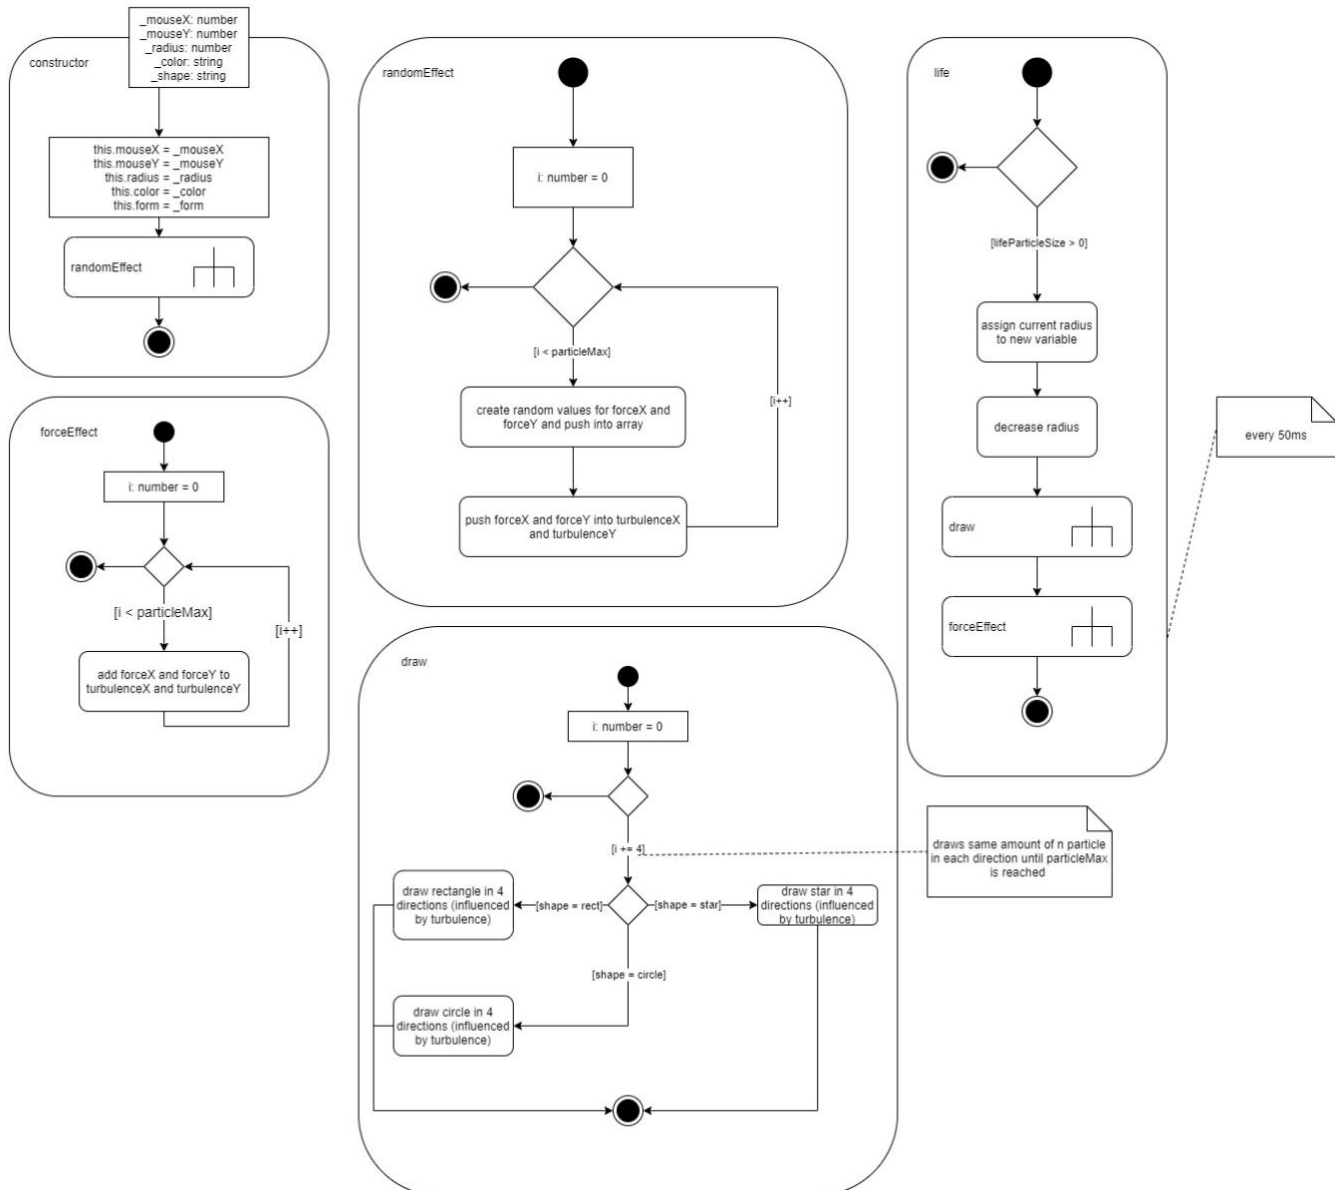 _mouseX: number
_mouseY: number
_radius: number
_color: string
_shape: string
constructor
this.mouseX = _mouseX
this.mouseY = _mouseY
this.radius = _radius
this.color = _color
this.form = _form
randomEffect
randomEffect
i: number = 0
[i < particleMax]
create random values for forceX and
forceY and push into array
[i++]
push forceX and forceY into turbulenceX
and turbulenceY
life
[lifeParticleSize > 0]
assign current radius
to new variable
decrease radius
draw
forceEffect
every 50ms
forceEffect
i: number = 0
[i < particleMax]
[i++]
add forceX and forceY to
turbulenceX and turbulenceY
draw
i: number = 0
[i += 4]
draws same amount of n particle
in each direction until particleMax
is reached
draw rectangle in 4
directions (influenced
by turbulence)
[shape = rect]
[shape = star]
draw star in 4
directions (influenced
by turbulence)
[shape = circle]
draw circle in 4
directions (influenced
by turbulence)